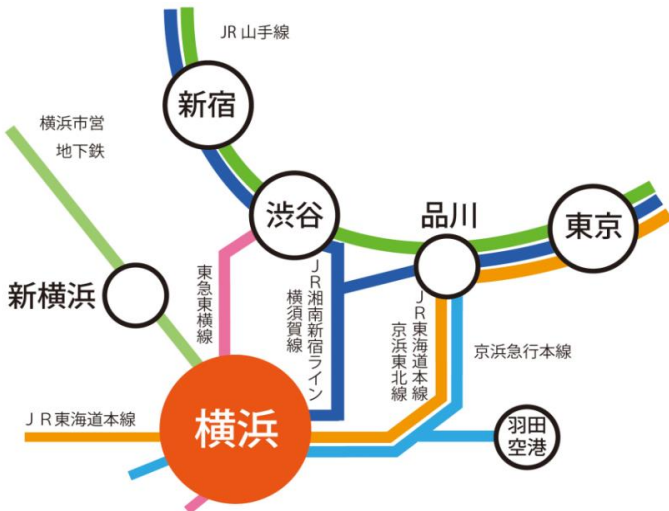 JR山手線
新宿
横浜市営
地下鉄
渋谷
品川
東京
新横浜
東急東横線
JR湘南新宿ライン
横須賀線
JR東海道本線
京浜東北線
京浜急行本線
JR東海道本線
横浜
羽田
空港